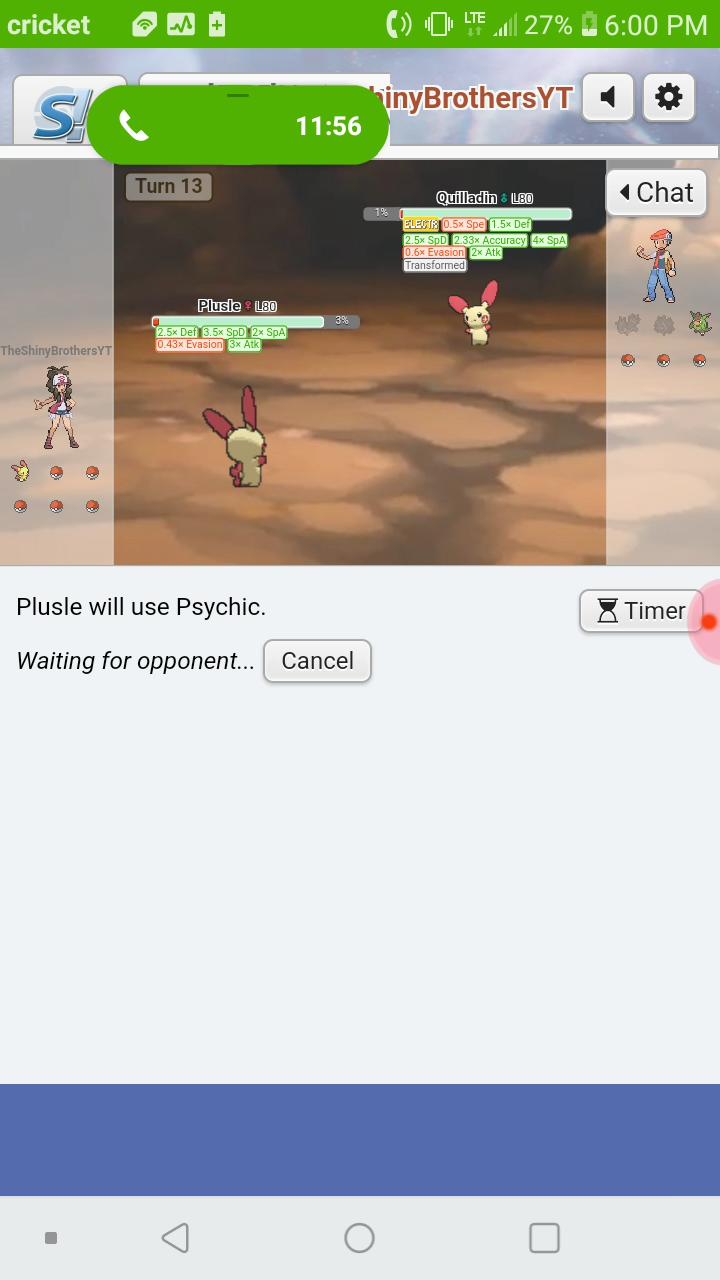 cricket LTE 27% 6:00 PM
hinyBrothersYT
11:56
Turn 13
Chat
Quilladin ♂ L80
1%
ELECTR 0.5× Spe 1.5× Def
2.5× SpD 2.33× Accuracy 4× SpA
0.6× Evasion 2× Atk
Transformed
Plusle ♀ L80
3%
2.5× Def 3.5× SpD 2× SpA
0.43× Evasion 3× Atk
TheShinyBrothersYT
Plusle will use Psychic.
Timer
Waiting for opponent... Cancel